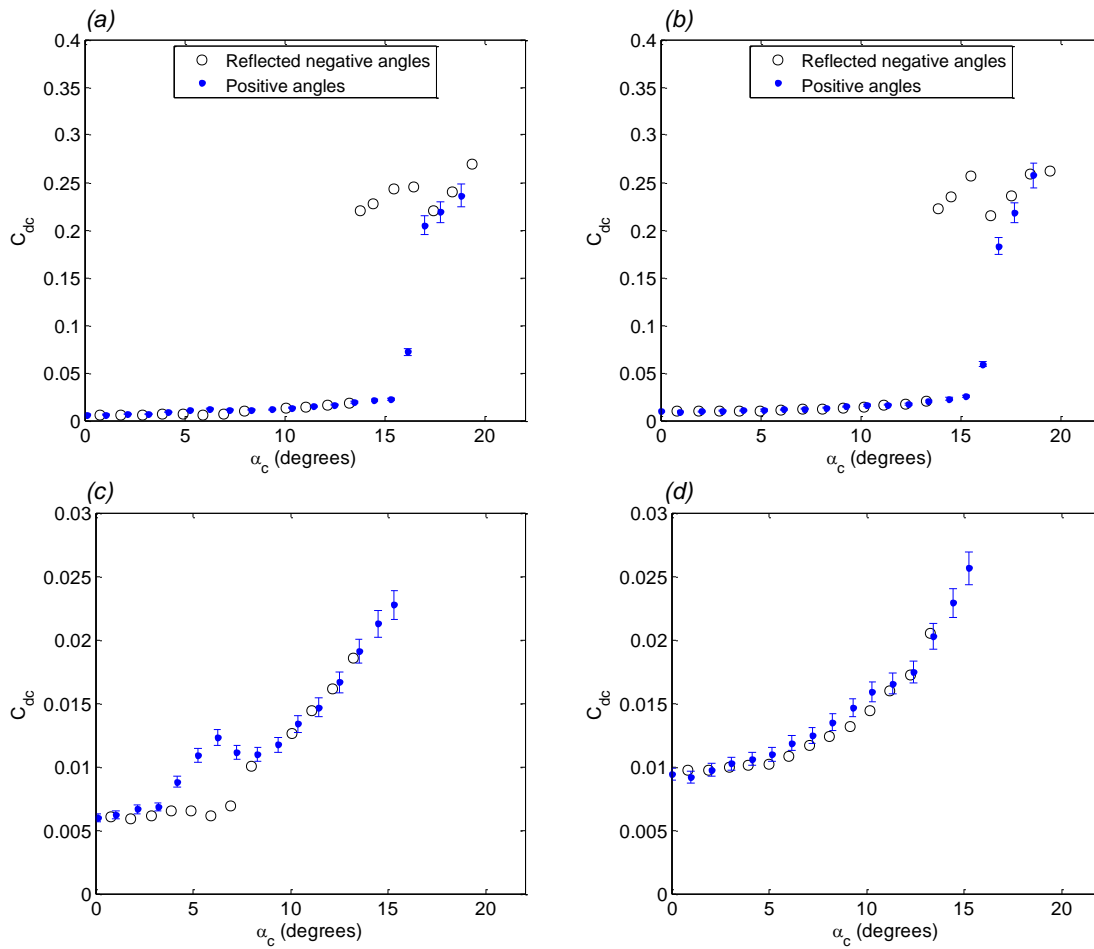 (a)
0.4
0.35
0.3
0.25
0.2
0.15
0.1
0.05
0
C_dc
Reflected negative angles
Positive angles
0 5 10 15 20
α_c (degrees)
(b)
0.4
0.35
0.3
0.25
0.2
0.15
0.1
0.05
0
C_dc
Reflected negative angles
Positive angles
0 5 10 15 20
α_c (degrees)
(c)
0.03
0.025
0.02
0.015
0.01
0.005
0
C_dc
0 5 10 15 20
α_c (degrees)
(d)
0.03
0.025
0.02
0.015
0.01
0.005
0
C_dc
0 5 10 15 20
α_c (degrees)